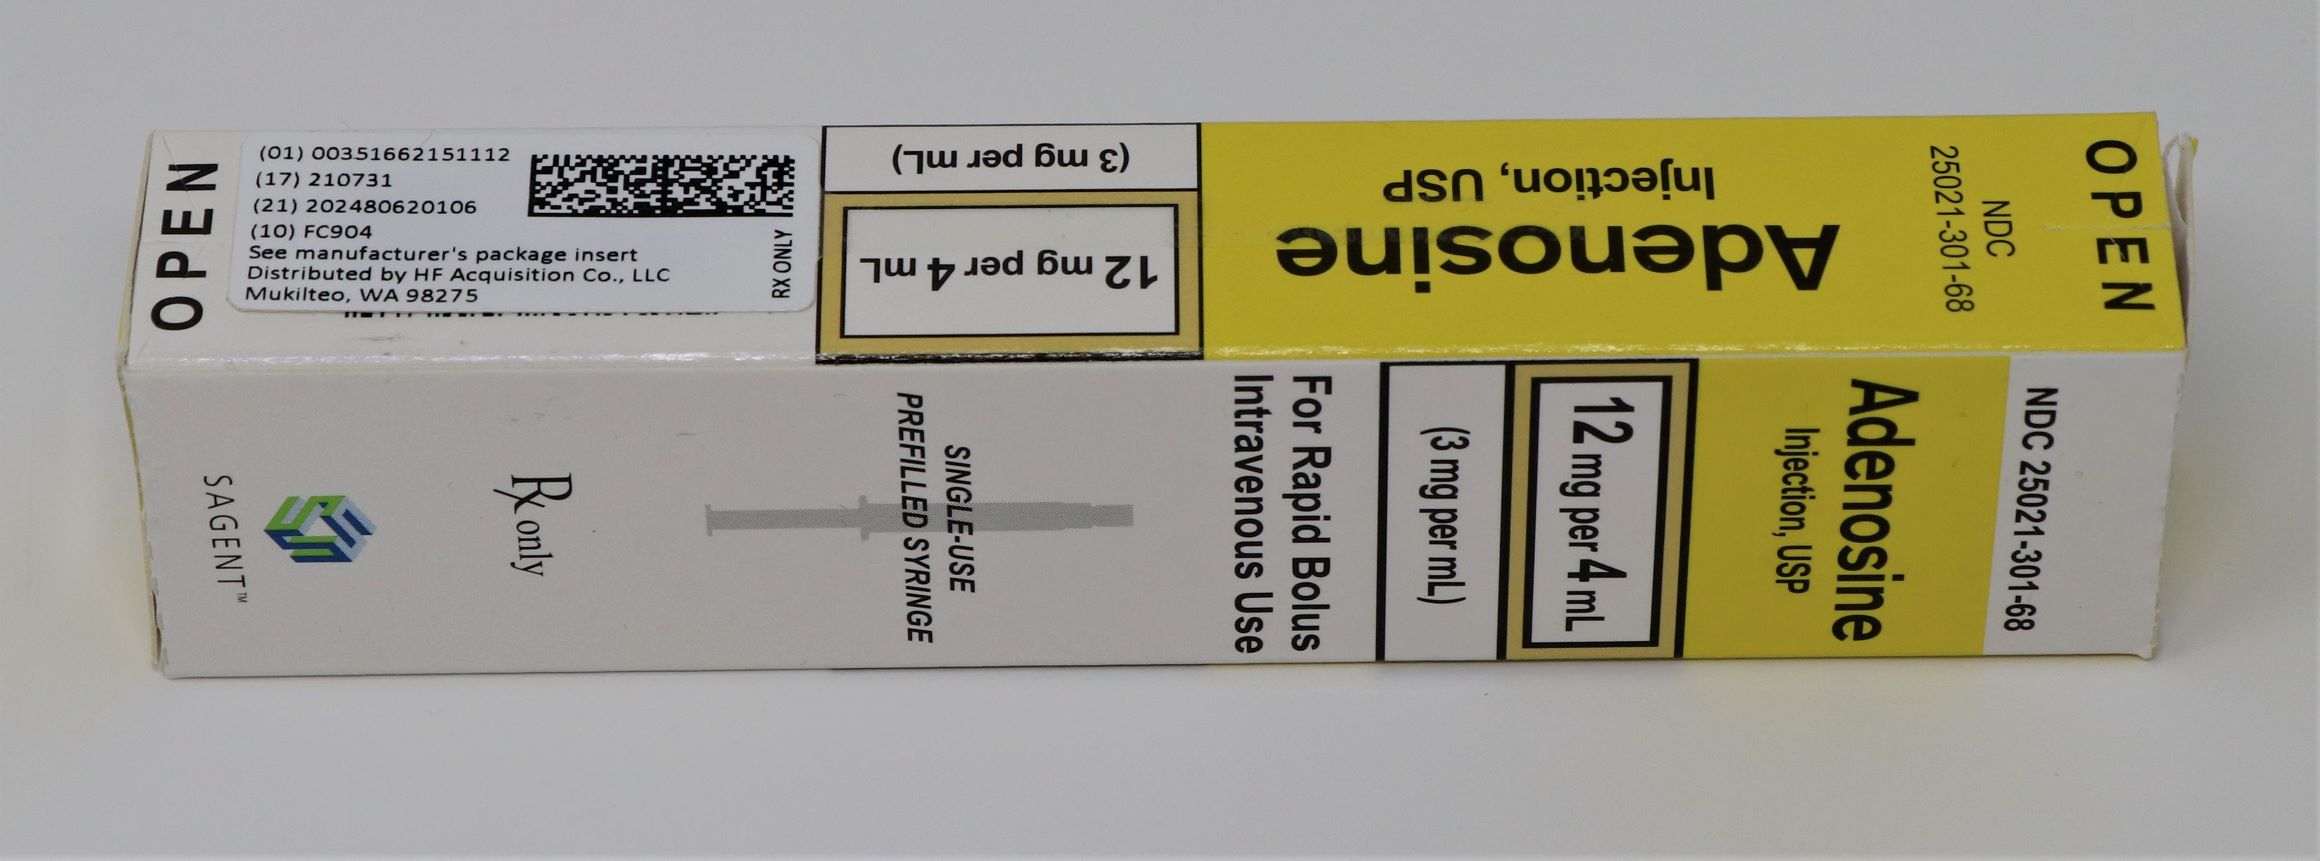 OPEN
(01) 00351662151112
(17) 210731
(21) 202480620106
(10) FC904
See manufacturer's package insert
Distributed by HF Acquisition Co., LLC
Mukilteo, WA 98275
RX ONLY
12 mg per 4 mL
(3 mg per mL)
Adenosine
Injection, USP
NDC
25021-301-68
OPEN
NDC 25021-301-68
Adenosine
Injection, USP
12 mg per 4 mL
(3 mg per mL)
For Rapid Bolus
Intravenous Use
SINGLE-USE
PREFILLED SYRINGE
Rx only
SAGENT™